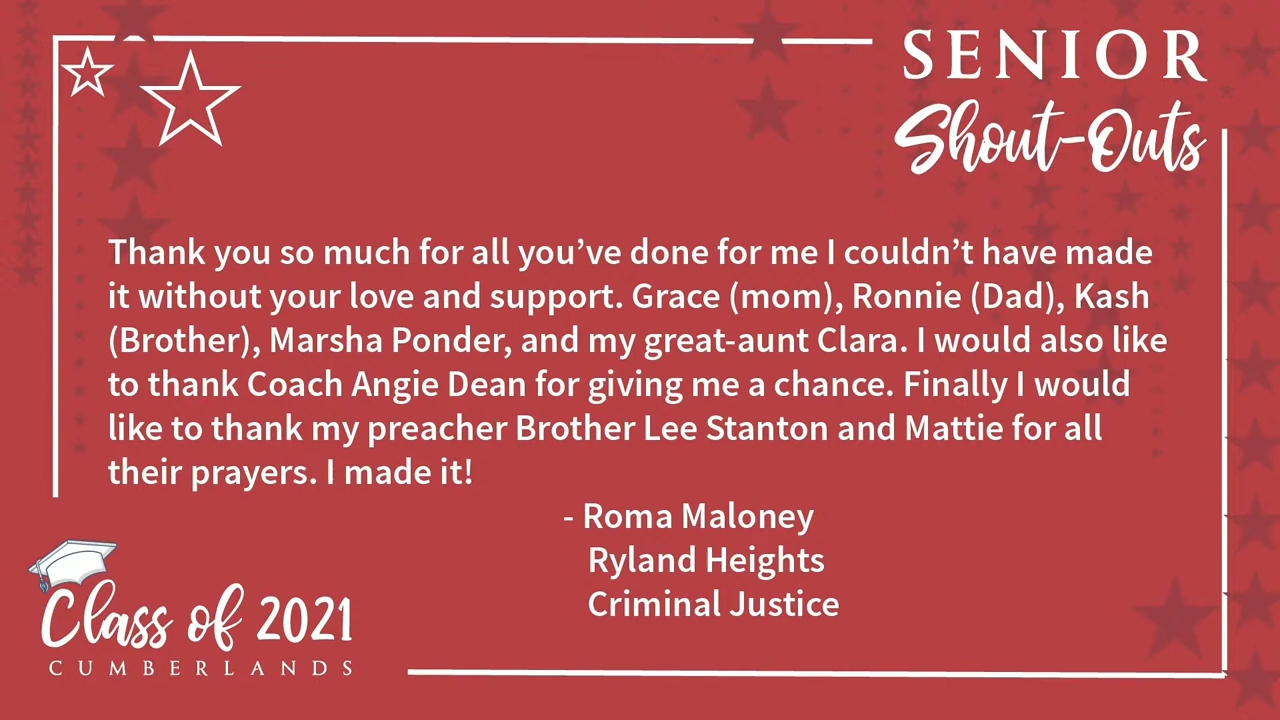 SENIOR
Shout-Outs
Thank you so much for all you’ve done for me I couldn’t have made
it without your love and support. Grace (mom), Ronnie (Dad), Kash
(Brother), Marsha Ponder, and my great-aunt Clara. I would also like
to thank Coach Angie Dean for giving me a chance. Finally I would
like to thank my preacher Brother Lee Stanton and Mattie for all
their prayers. I made it!
- Roma Maloney
Ryland Heights
Criminal Justice
Class of 2021
CUMBERLANDS